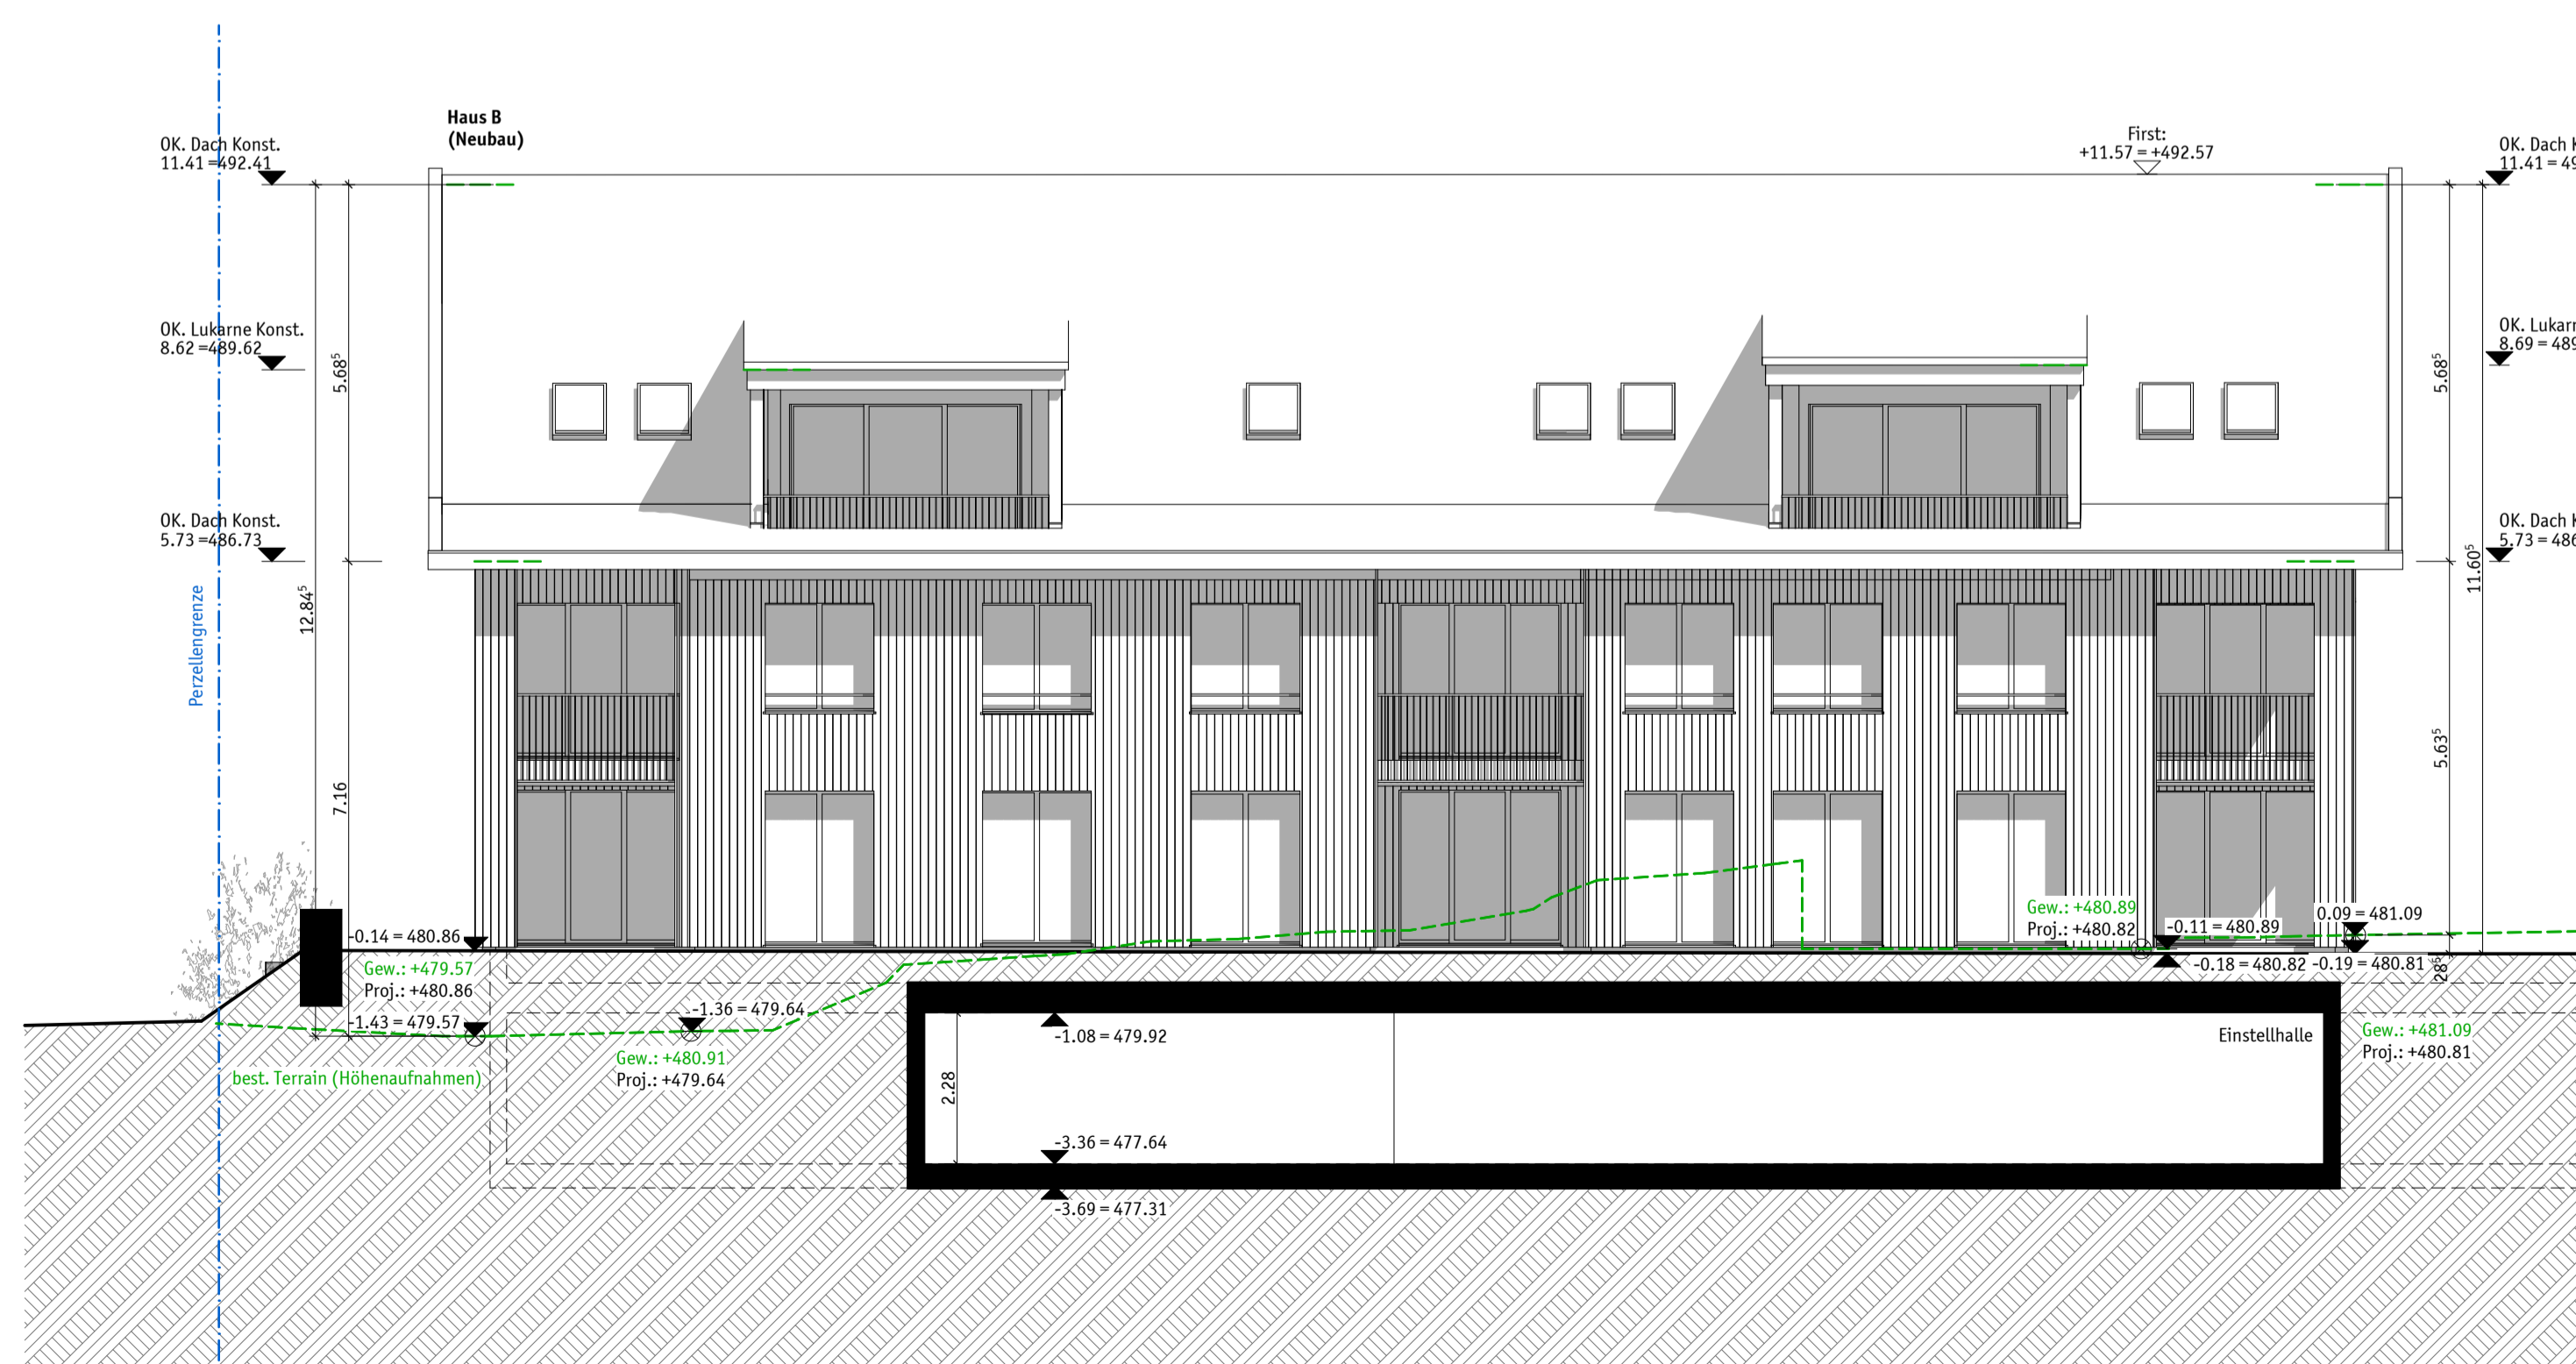 Haus B
(Neubau)
First:
+11.57 = +492.57
OK. Dach Konst.
11.41 =492.41
OK. Dach K
11.41 = 49
OK. Lukarne Konst.
8.62 =489.62
OK. Lukarn
8.69 = 489
5.68⁵
5.68⁵
OK. Dach Konst.
5.73 =486.73
OK. Dach K
5.73 = 486
Perzellengrenze
12.84⁵
7.16
11.60⁵
5.63⁵
28⁵
-0.14 = 480.86
Gew.: +479.57
Proj.: +480.86
-1.43 = 479.57
best. Terrain (Höhenaufnahmen)
-1.36 = 479.64
Gew.: +480.91
Proj.: +479.64
Gew.: +480.89
Proj.: +480.82
-0.11 = 480.89
0.09 = 481.09
-0.18 = 480.82
-0.19 = 480.81
-1.08 = 479.92
Einstellhalle
Gew.: +481.09
Proj.: +480.81
2.28
-3.36 = 477.64
-3.69 = 477.31